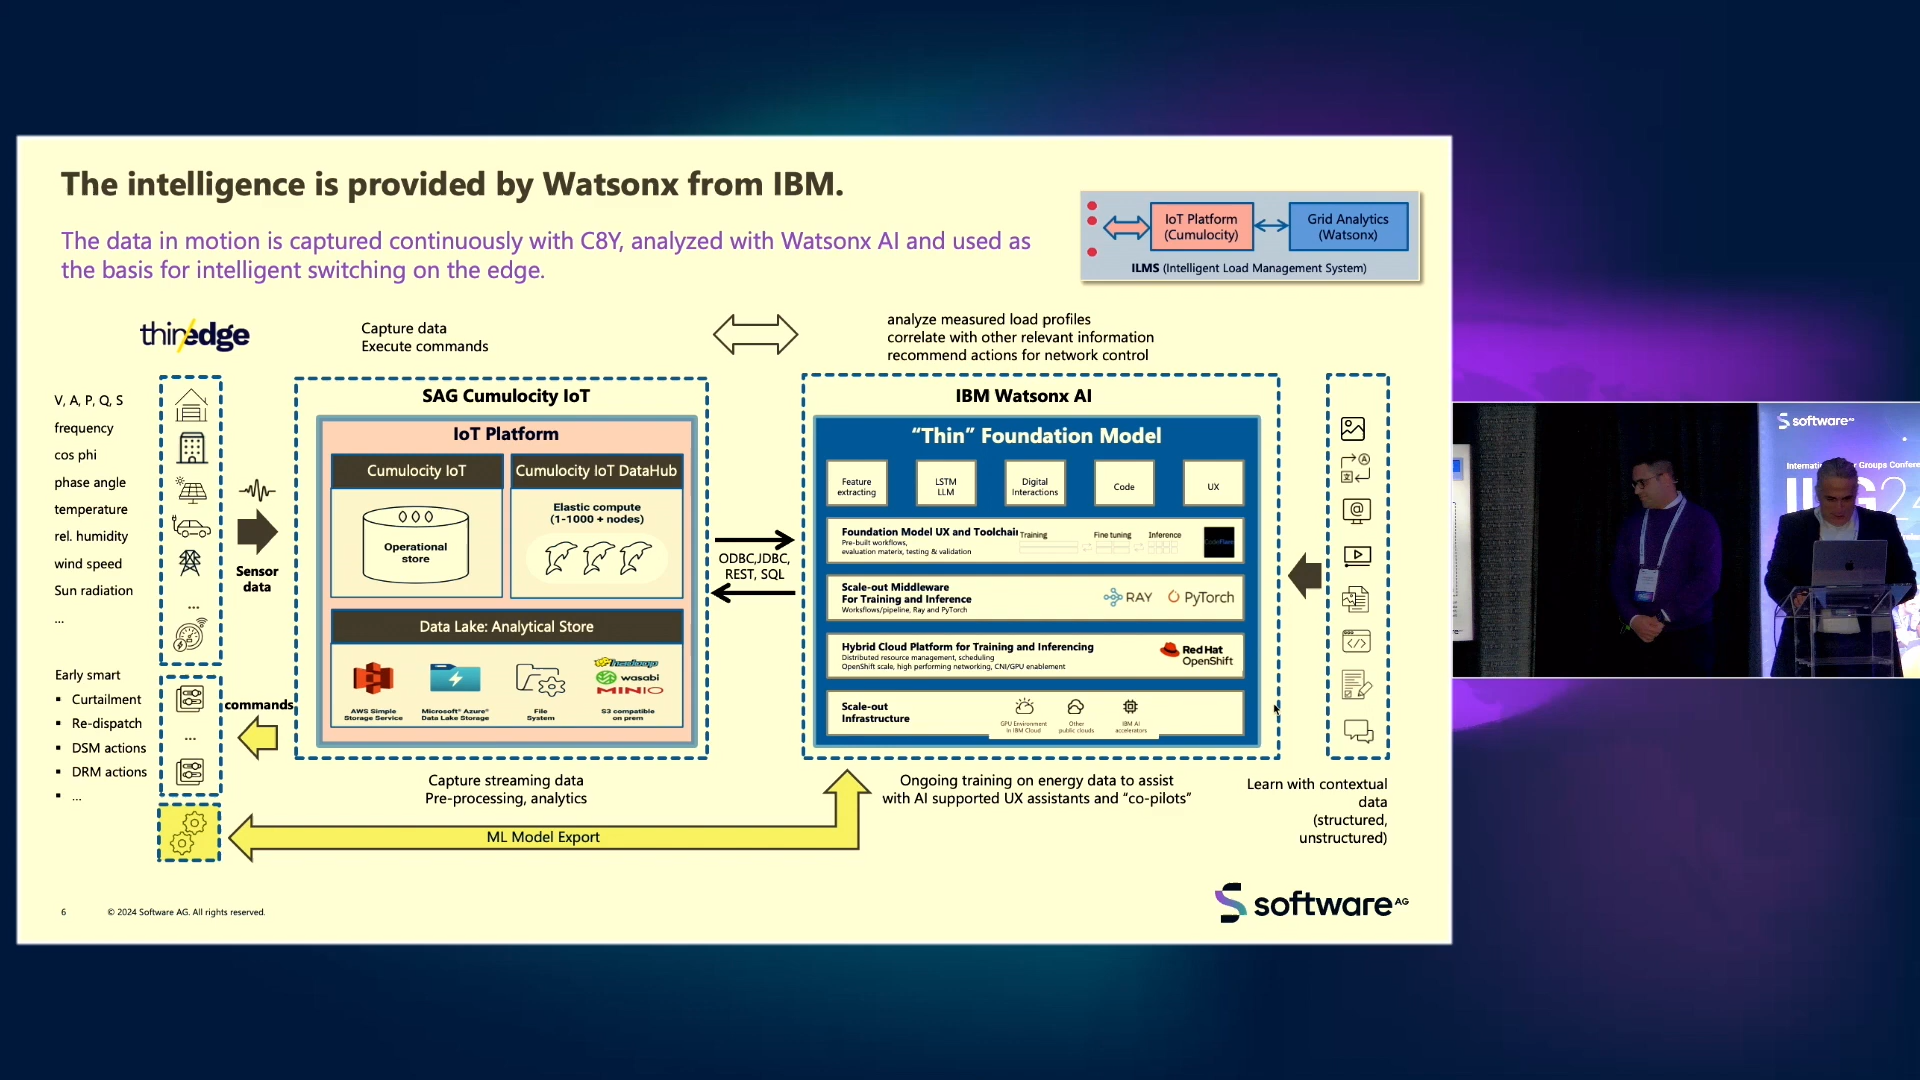 The intelligence is provided by Watsonx from IBM.
The data in motion is captured continuously with C8Y, analyzed with Watsonx AI and used as
the basis for intelligent switching on the edge.
IoT Platform
(Cumulocity)
Grid Analytics
(Watsonx)
ILMS (Intelligent Load Management System)
thin/edge
Capture data
Execute commands
analyze measured load profiles
correlate with other relevant information
recommend actions for network control
V, A, P, Q, S
frequency
cos phi
phase angle
temperature
rel. humidity
wind speed
Sun radiation
...
...
Sensor
data
Early smart
▪ Curtailment
▪ Re-dispatch
▪ DSM actions
▪ DRM actions
▪ ...
...
commands
SAG Cumulocity IoT
IoT Platform
Cumulocity IoT
Operational
store
Cumulocity IoT DataHub
Elastic compute
(1-1000 + nodes)
Data Lake: Analytical Store
AWS Simple
Storage Service
Microsoft® Azure®
Data Lake Storage
File
System
hadoop
wasabi
MINIO
S3 compatible
on prem
Capture streaming data
Pre-processing, analytics
ODBC,JDBC,
REST, SQL
IBM Watsonx AI
“Thin” Foundation Model
Feature
extracting
LSTM
LLM
Digital
Interactions
Code
UX
Foundation Model UX and Toolchain
Pre-built workflows,
evaluation materix, testing & validation
Training
Fine tuning
Inference
CodeFlare
Scale-out Middleware
For Training and Inference
Workflows/pipeline, Ray and PyTorch
RAY
PyTorch
Hybrid Cloud Platform for Training and Inferencing
Distributed resource management, scheduling
OpenShift scale, high performing networking, CNI/GPU enablement
Red Hat
OpenShift
Scale-out
Infrastructure
GPU Environment
in IBM Cloud
Other
public clouds
IBM AI
accelerators
Ongoing training on energy data to assist
with AI supported UX assistants and “co-pilots”
Learn with contextual
data
(structured,
unstructured)
ML Model Export
6
© 2024 Software AG. All rights reserved.
software AG
software AG